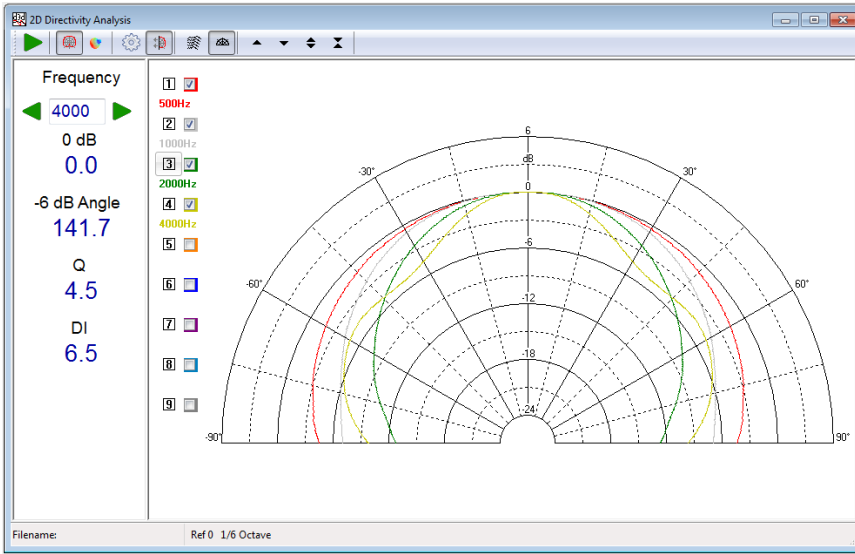 2D Directivity Analysis
Frequency
4000
0 dB
0.0
-6 dB Angle
141.7
Q
4.5
DI
6.5
1
500Hz
2
1000Hz
3
2000Hz
4
4000Hz
5
6
7
8
9
6
dB
0
-6
-12
-18
-24
-30°
30°
-60°
60°
-90°
90°
Filename:
Ref 0 1/6 Octave